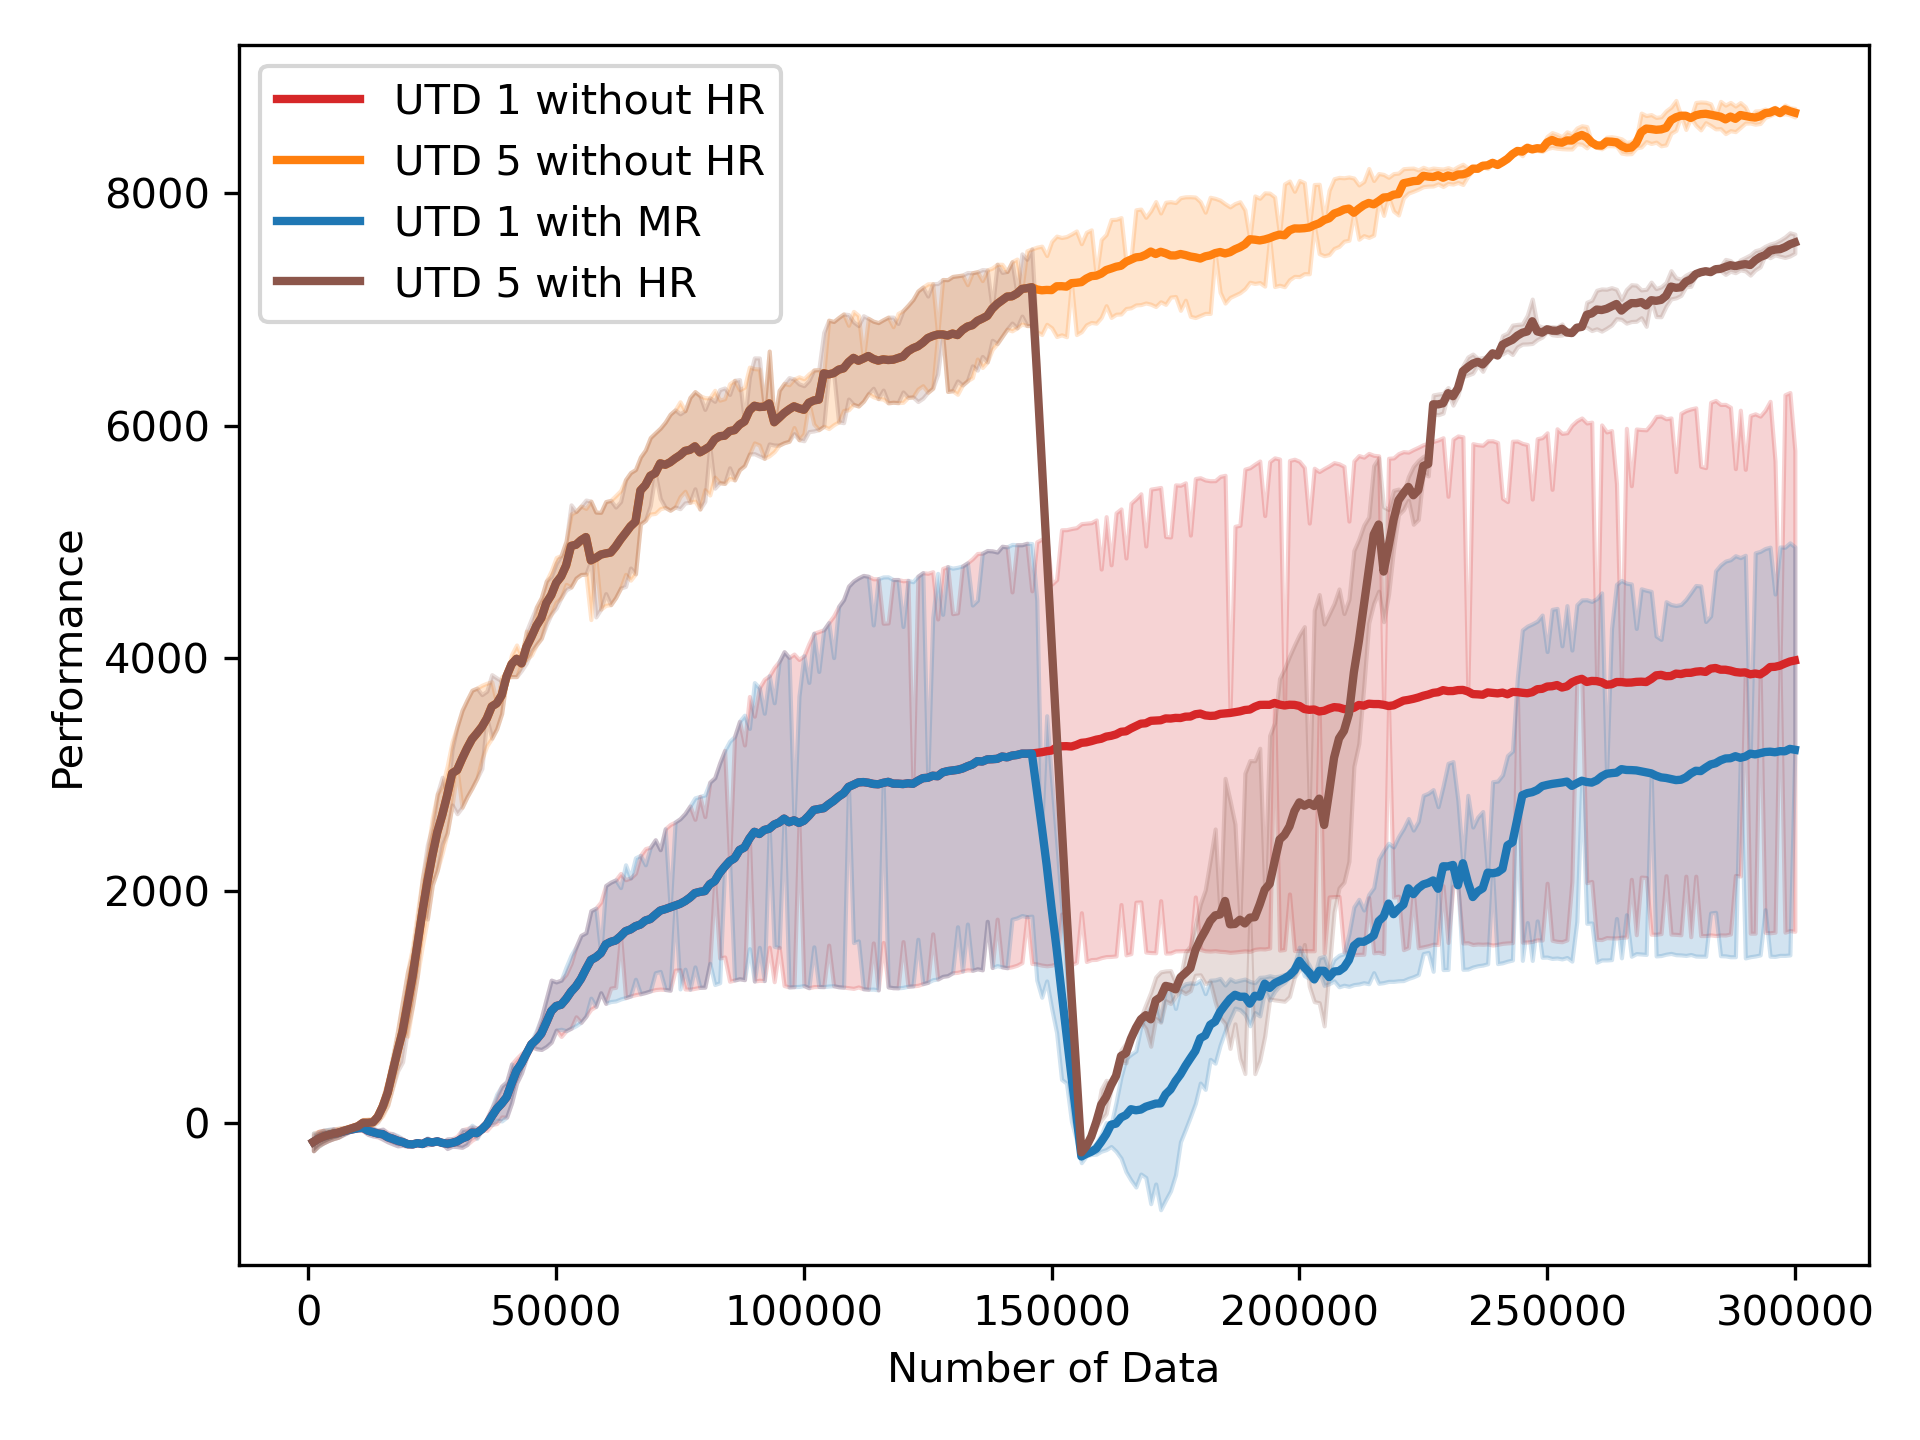 UTD 1 without HR
UTD 5 without HR
UTD 1 with MR
UTD 5 with HR
Performance
8000
6000
4000
2000
0
0 50000 100000 150000 200000 250000 300000
Number of Data